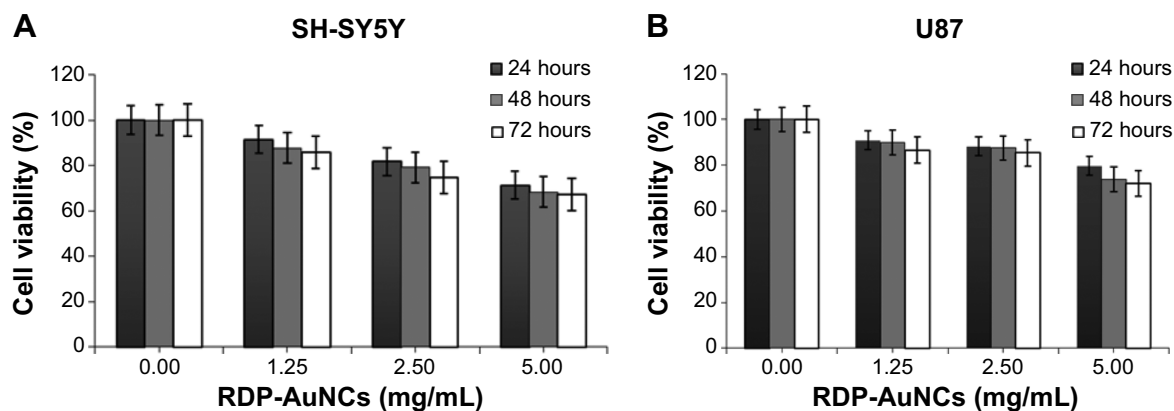 A
SH-SY5Y
24 hours
48 hours
72 hours
Cell viability (%)
120
100
80
60
40
20
0
0.00 1.25 2.50 5.00
RDP-AuNCs (mg/mL)
B
U87
24 hours
48 hours
72 hours
Cell viability (%)
120
100
80
60
40
20
0
0.00 1.25 2.50 5.00
RDP-AuNCs (mg/mL)